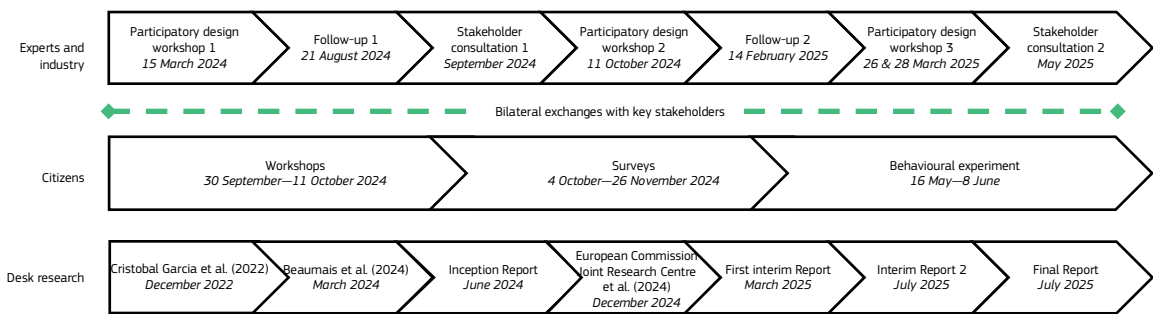 Experts and
industry
Participatory design
workshop 1
15 March 2024
Follow-up 1
21 August 2024
Stakeholder
consultation 1
September 2024
Participatory design
workshop 2
11 October 2024
Follow-up 2
14 February 2025
Participatory design
workshop 3
26 & 28 March 2025
Stakeholder
consultation 2
May 2025
Bilateral exchanges with key stakeholders
Citizens
Workshops
30 September—11 October 2024
Surveys
4 October—26 November 2024
Behavioural experiment
16 May—8 June
Desk research
Cristobal Garcia et al. (2022)
December 2022
Beaumais et al. (2024)
March 2024
Inception Report
June 2024
European Commission
Joint Research Centre
et al. (2024)
December 2024
First interim Report
March 2025
Interim Report 2
July 2025
Final Report
July 2025